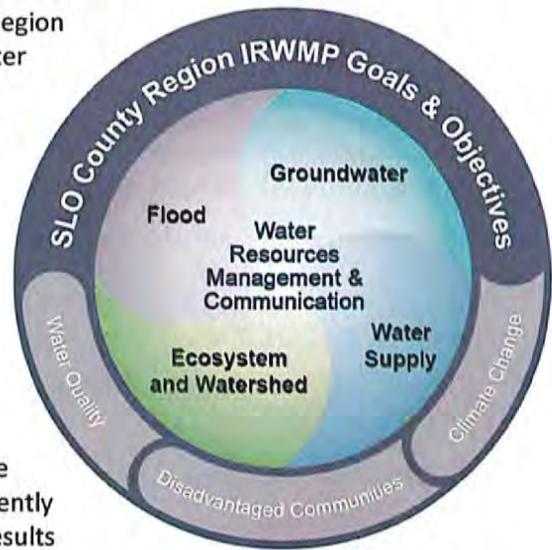 egion
ter
SLO County Region IRWMP Goals & Objectives
Groundwater
Flood
Water
Resources
Management &
Communication
Water
Supply
Ecosystem
and Watershed
Water Quality
Disadvantaged Communities
Climate Change
e
ently
esults